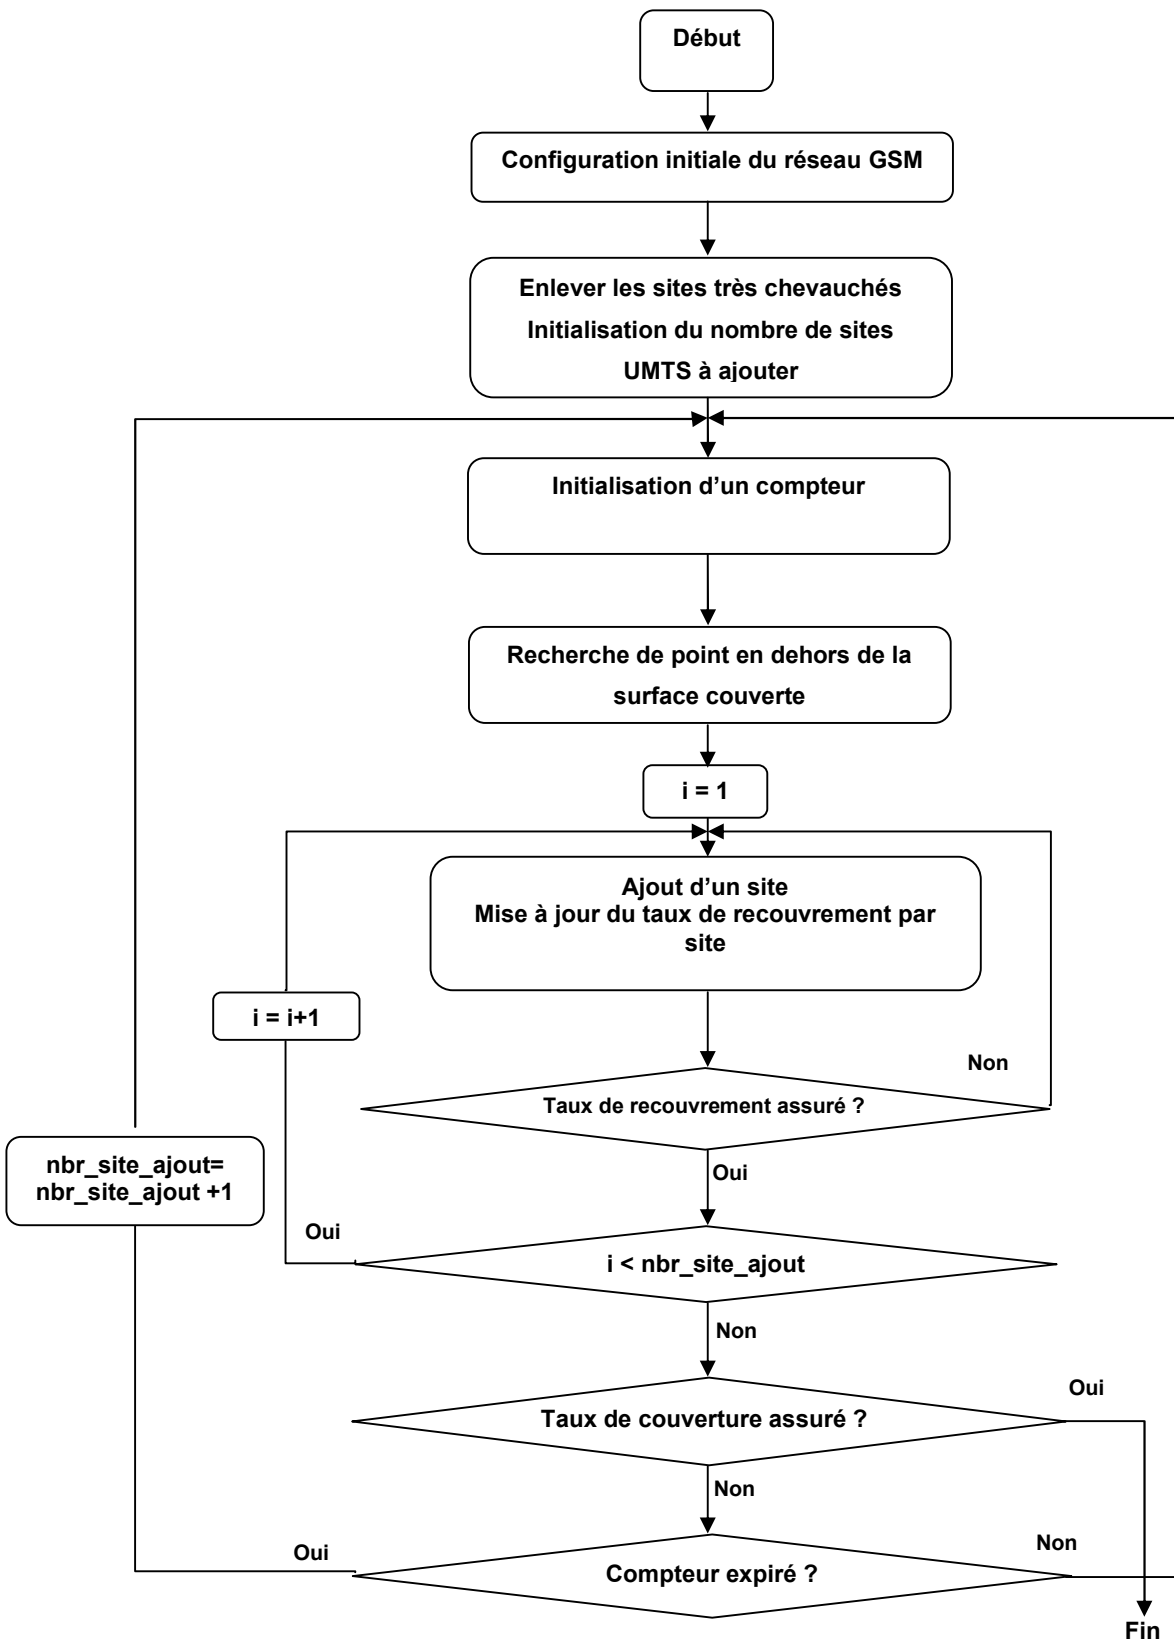 Début
Configuration initiale du réseau GSM
Enlever les sites très chevauchés
Initialisation du nombre de sites
UMTS à ajouter
Initialisation d’un compteur
Recherche de point en dehors de la
surface couverte
i = 1
Ajout d’un site
Mise à jour du taux de recouvrement par
site
i = i+1
Non
Taux de recouvrement assuré ?
nbr_site_ajout=
nbr_site_ajout +1
Oui
Oui
i < nbr_site_ajout
Non
Oui
Taux de couverture assuré ?
Non
Oui
Non
Compteur expiré ?
Fin